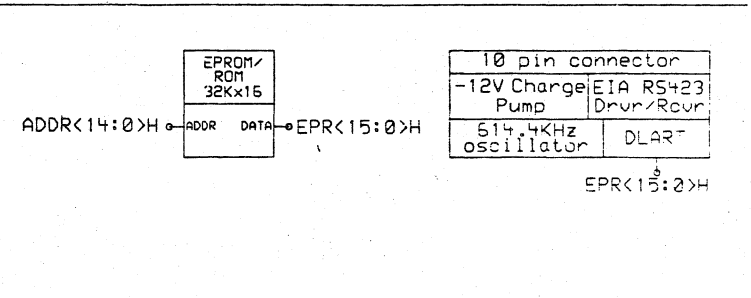 EPROM/
ROM
32Kx16
ADDR<14:0>H
ADDR DATA
EPR<15:0>H
10 pin connector
-12V Charge
Pump
EIA RS423
Drvr/Rcvr
614.4KHz
oscillator
DLART
EPR<15:0>H